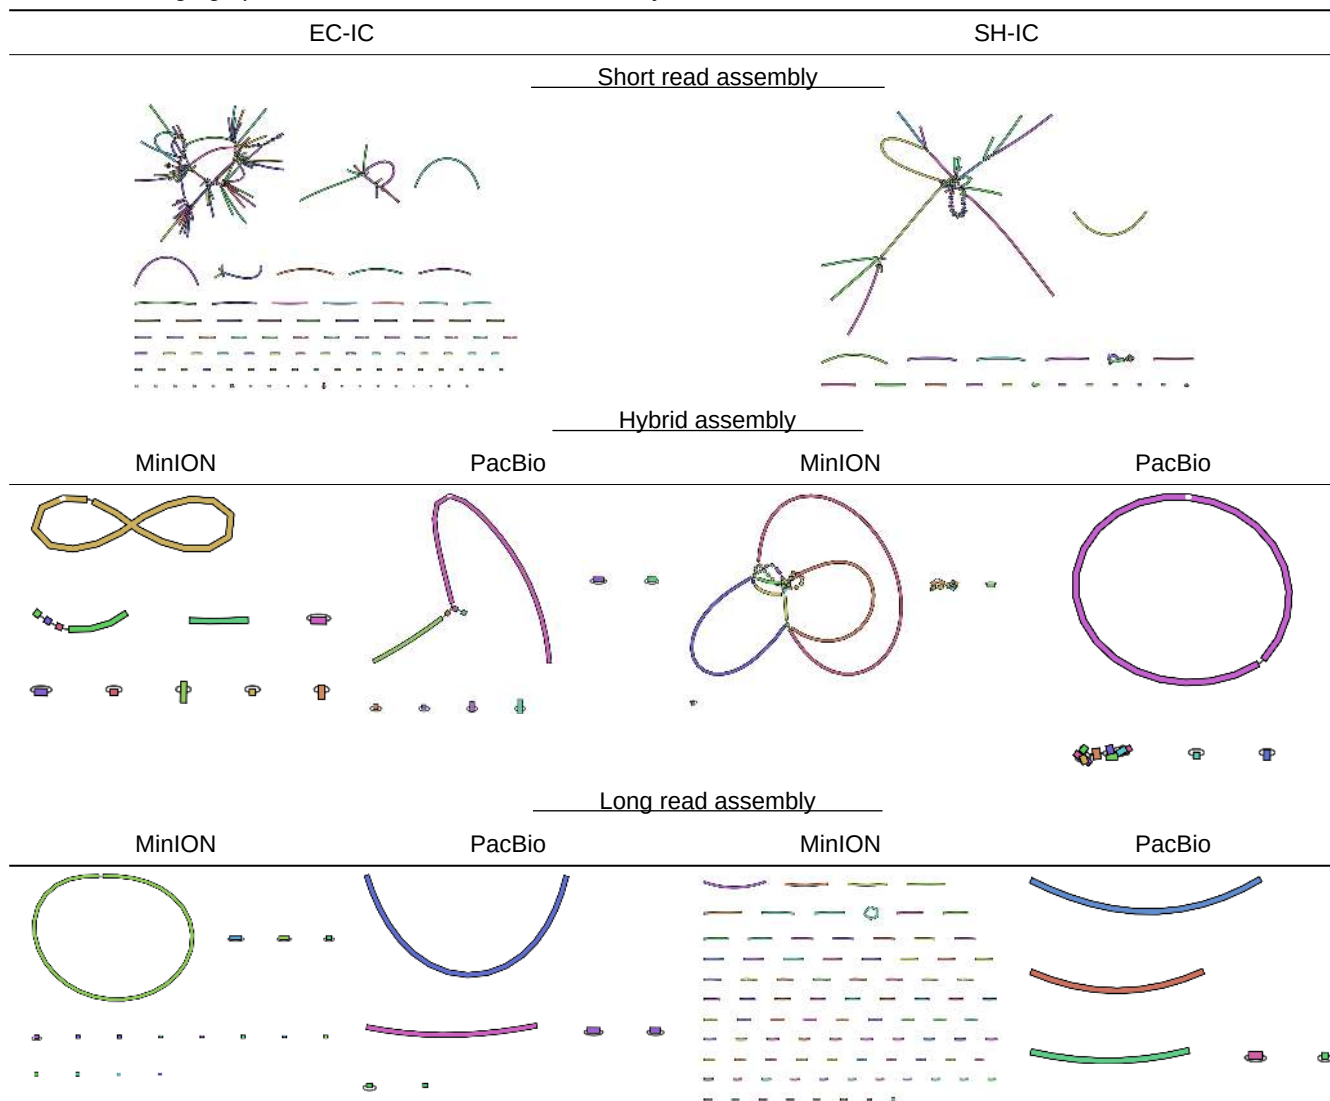 EC-IC SH-IC
Short read assembly
Hybrid assembly
MinION PacBio MinION PacBio
Long read assembly
MinION PacBio MinION PacBio